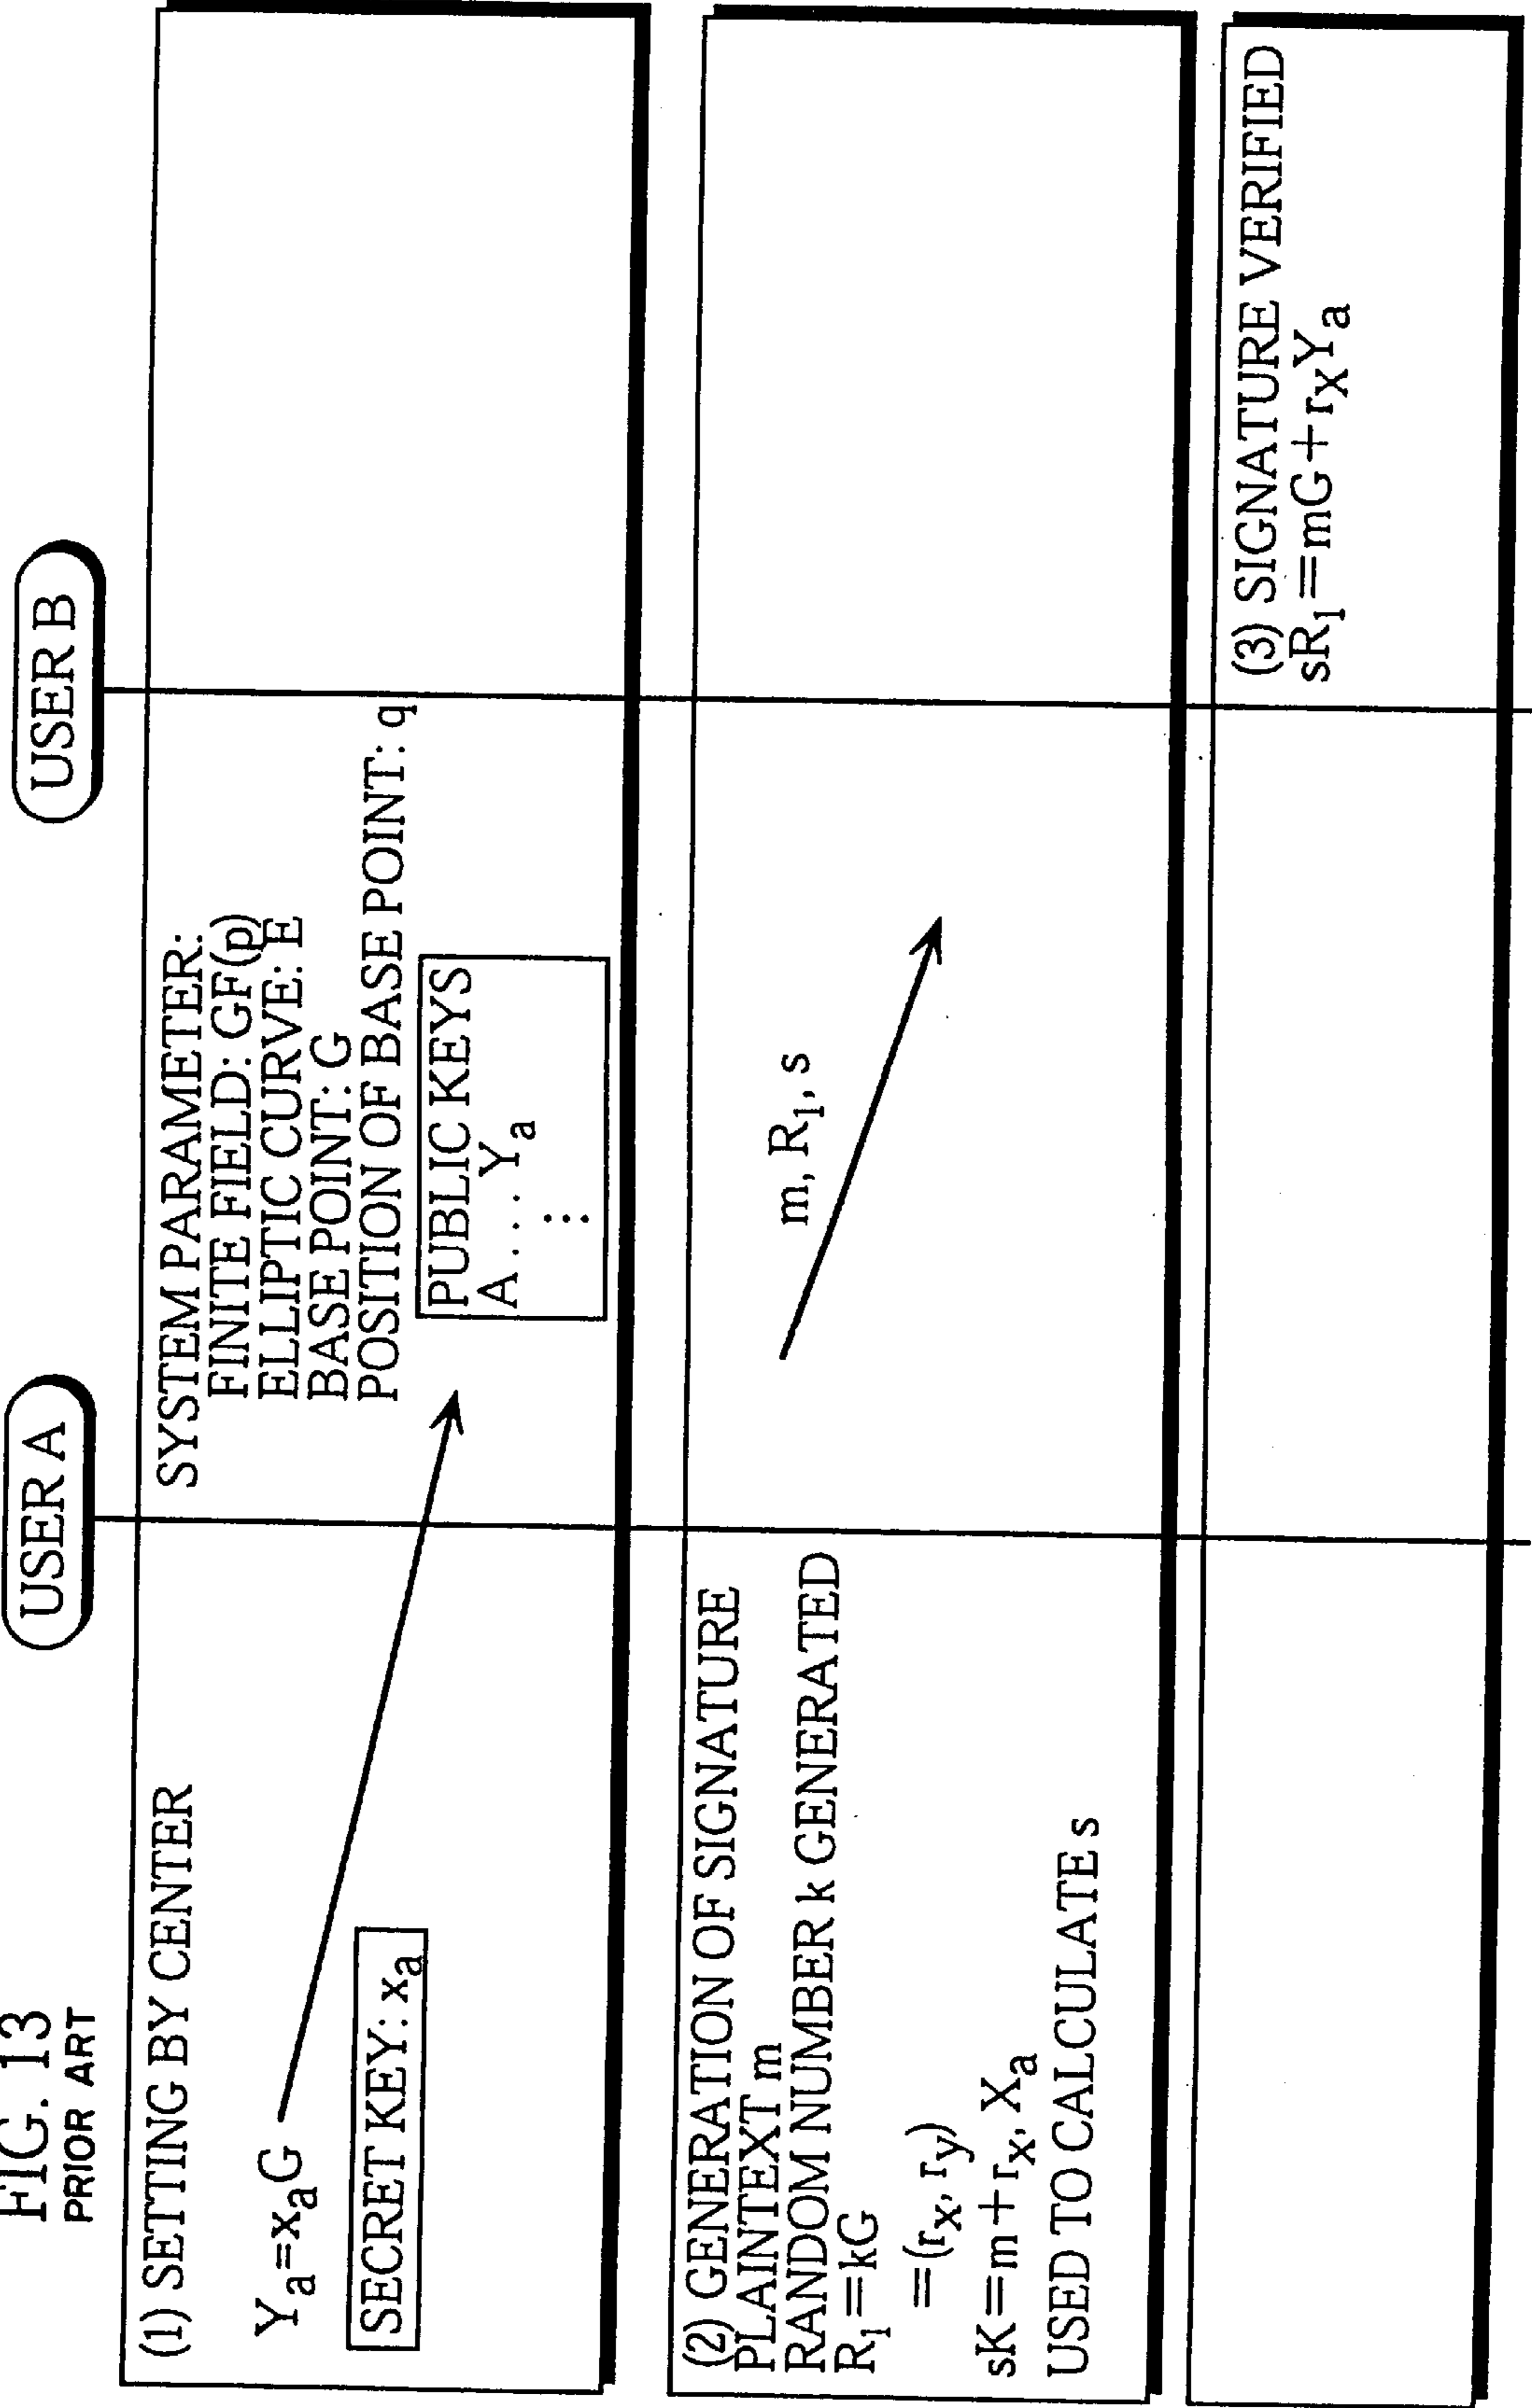 FIG. 13
PRIOR ART
USER A
USER B
(1) SETTING BY CENTER
Yₐ=xₐG
SECRET KEY: xₐ
SYSTEM PARAMETER:
FINITE FIELD: GF(p)
ELLIPTIC CURVE: E
BASE POINT: G
POSITION OF BASE POINT: q
PUBLIC KEYS
A....Yₐ
⋮
(2) GENERATION OF SIGNATURE
PLAINTEXT m
RANDOM NUMBER k GENERATED
R₁=kG
=(rₓ, r_y)
sK=m+rₓ, Xₐ
USED TO CALCULATE s
m, R₁, s
(3) SIGNATURE VERIFIED
sR₁=mG+rₓYₐ